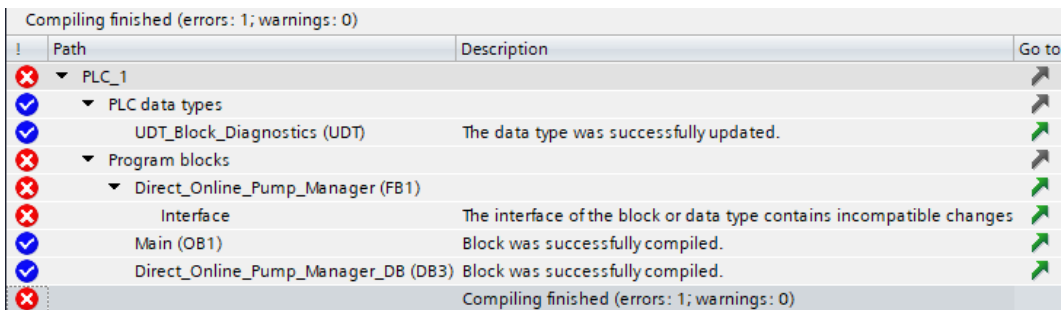 Compiling finished (errors: 1; warnings: 0)
! Path Description Go to
PLC_1
PLC data types
UDT_Block_Diagnostics (UDT) The data type was successfully updated.
Program blocks
Direct_Online_Pump_Manager (FB1)
Interface The interface of the block or data type contains incompatible changes
Main (OB1) Block was successfully compiled.
Direct_Online_Pump_Manager_DB (DB3) Block was successfully compiled.
Compiling finished (errors: 1; warnings: 0)